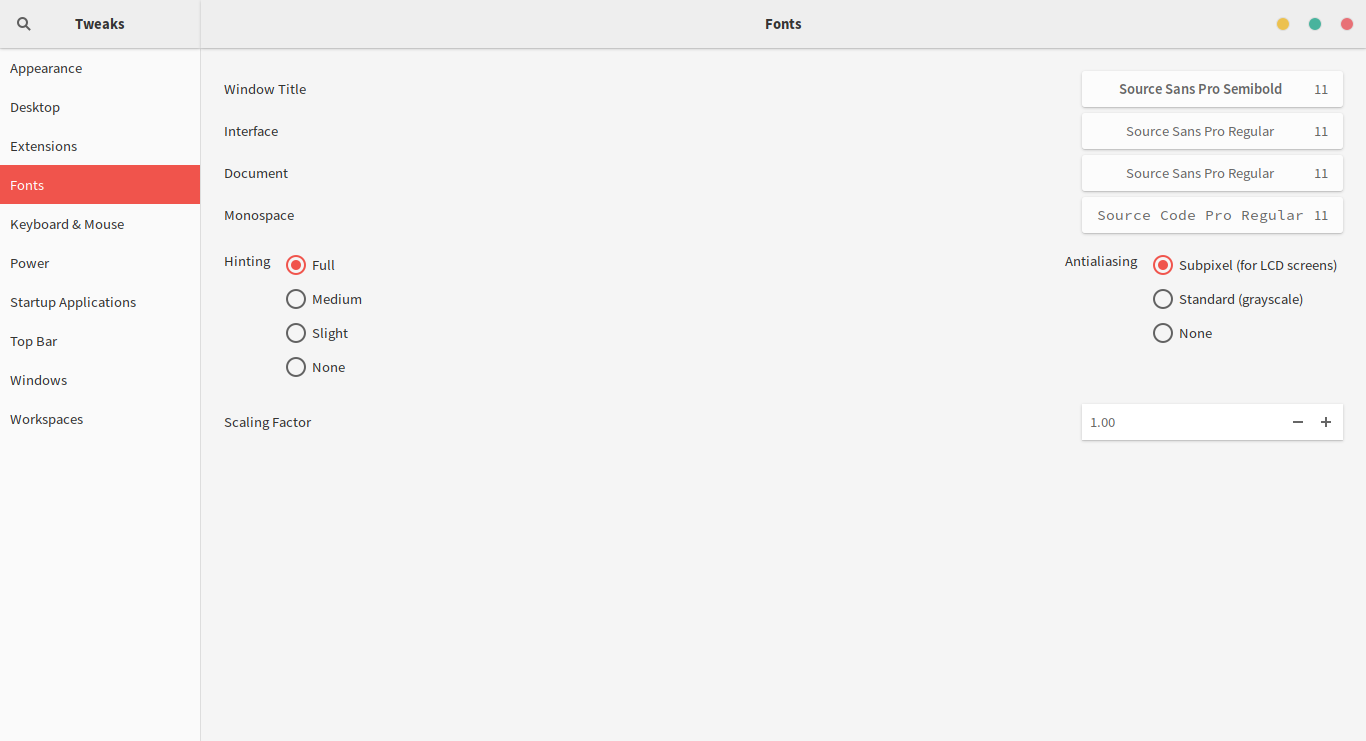 Tweaks
Fonts
Appearance
Desktop
Extensions
Fonts
Keyboard & Mouse
Power
Startup Applications
Top Bar
Windows
Workspaces
Window Title Source Sans Pro Semibold 11
Interface Source Sans Pro Regular 11
Document Source Sans Pro Regular 11
Monospace Source Code Pro Regular 11
Hinting
Full
Medium
Slight
None
Antialiasing
Subpixel (for LCD screens)
Standard (grayscale)
None
Scaling Factor 1.00